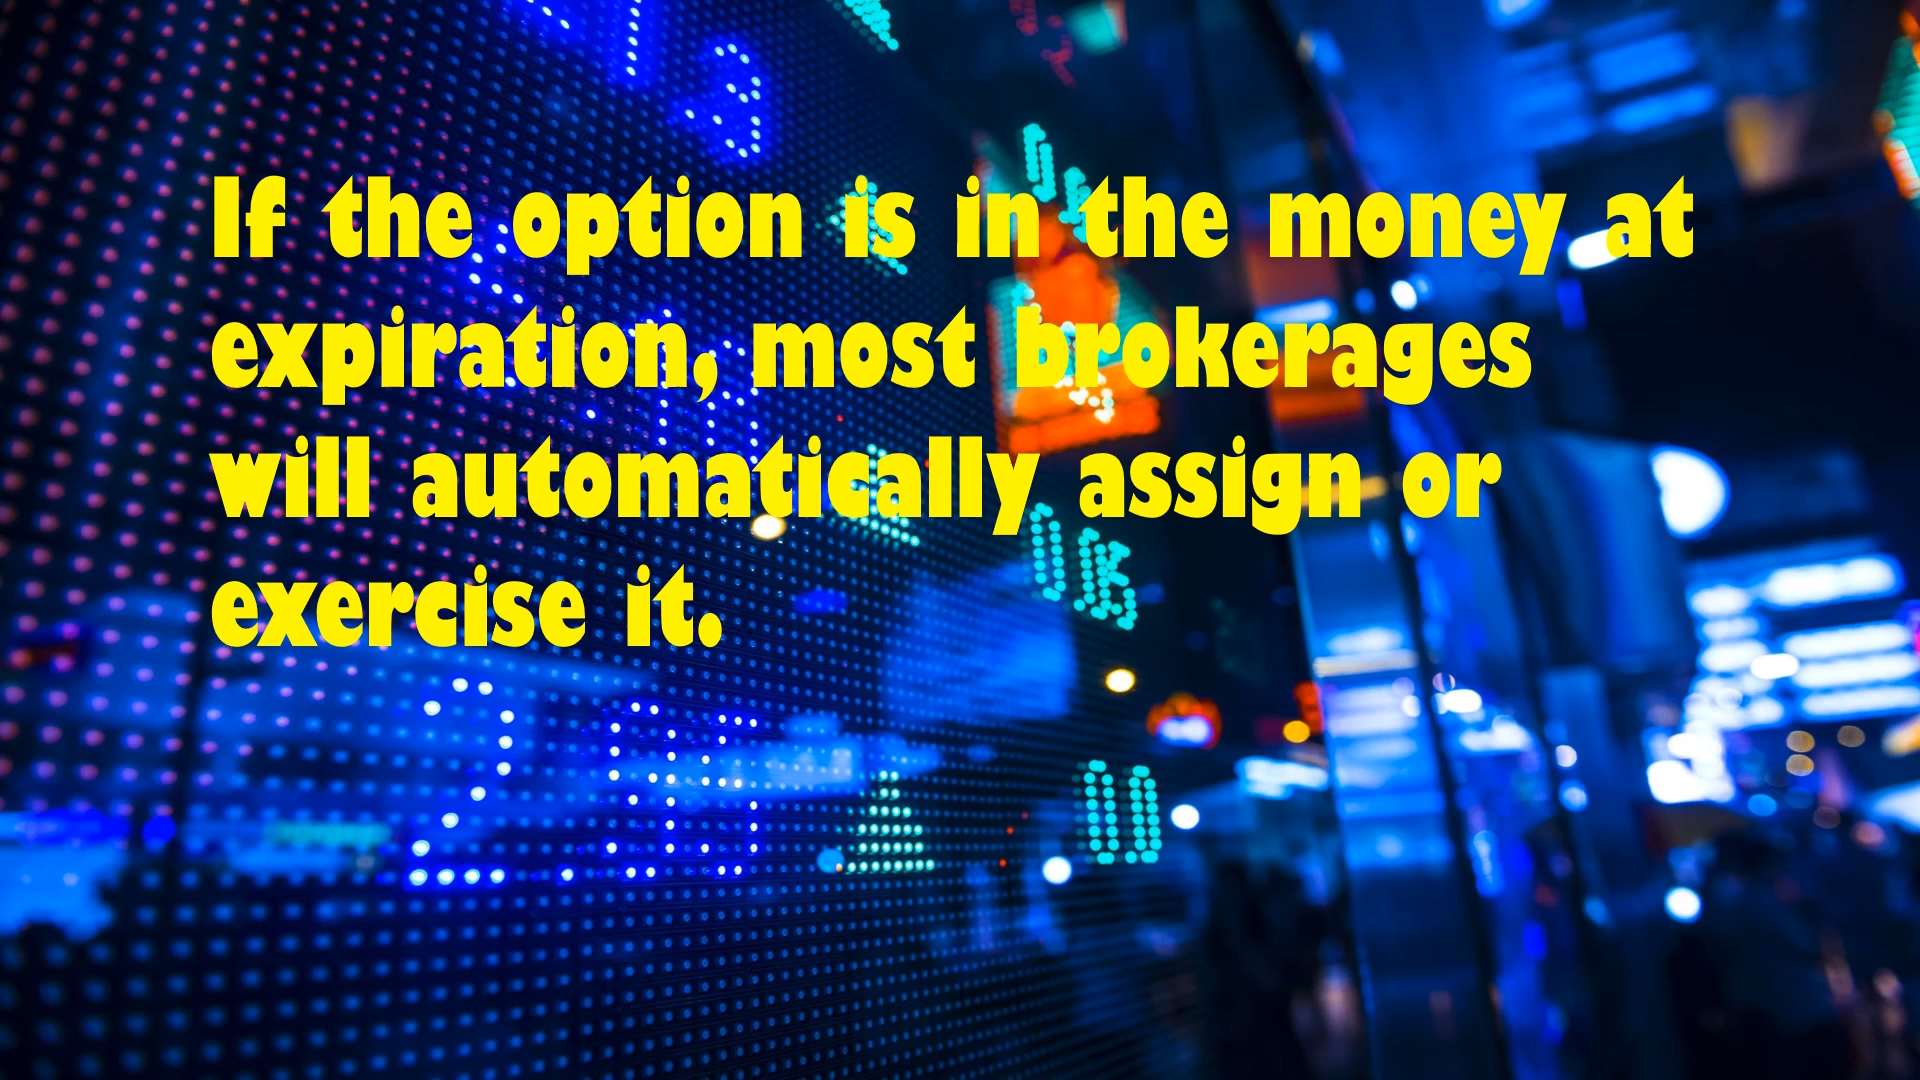 If the option is in the money at
expiration, most brokerages
will automatically assign or
exercise it.